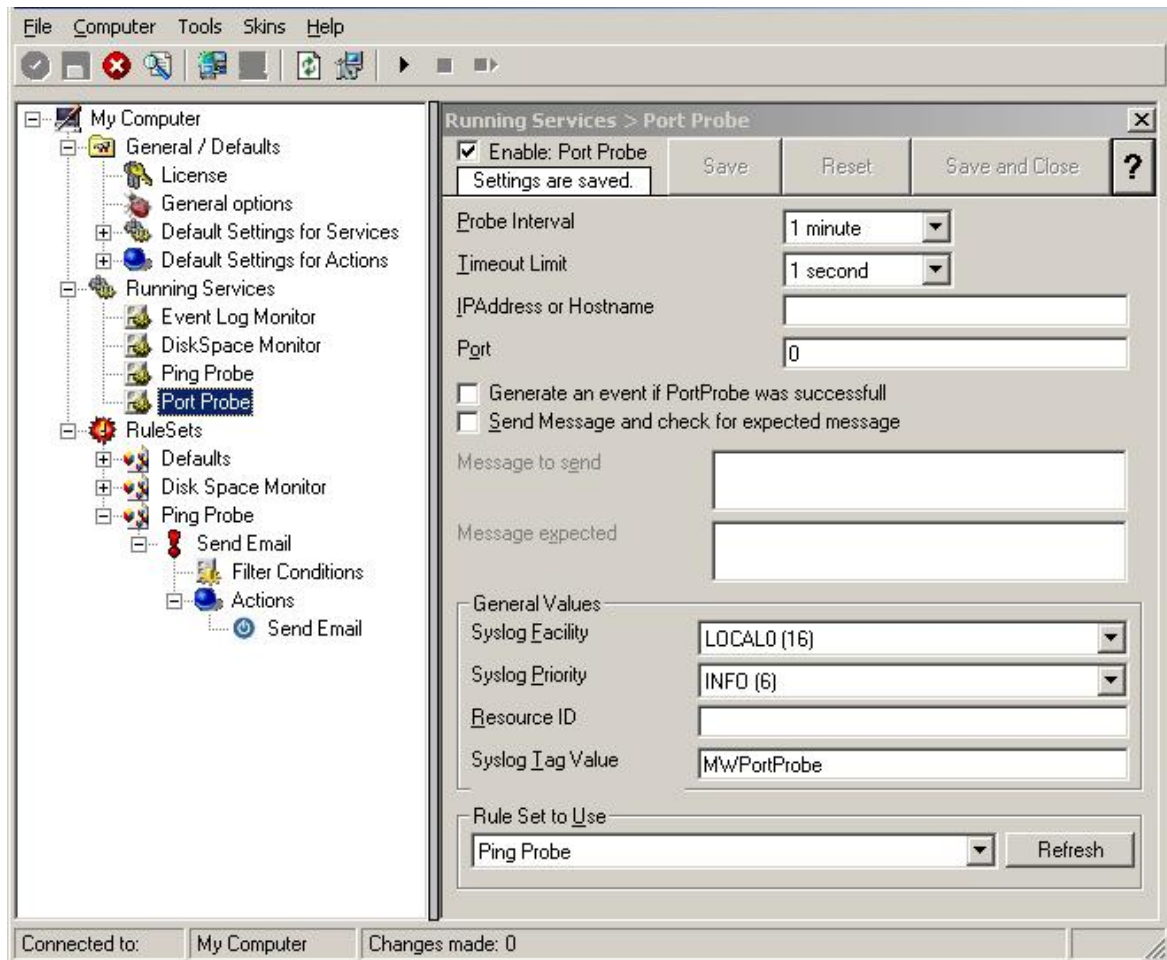 File Computer Tools Skins Help
My Computer
General / Defaults
License
General options
Default Settings for Services
Default Settings for Actions
Running Services
Event Log Monitor
DiskSpace Monitor
Ping Probe
Port Probe
RuleSets
Defaults
Disk Space Monitor
Ping Probe
Send Email
Filter Conditions
Actions
Send Email
Running Services > Port Probe
Enable: Port Probe
Settings are saved.
Save Reset Save and Close ?
Probe Interval 1 minute
Timeout Limit 1 second
IPAddress or Hostname
Port 0
Generate an event if PortProbe was successfull
Send Message and check for expected message
Message to send
Message expected
General Values
Syslog Facility LOCAL0 (16)
Syslog Priority INFO (6)
Resource ID
Syslog Tag Value MWPortProbe
Rule Set to Use
Ping Probe Refresh
Connected to: My Computer Changes made: 0